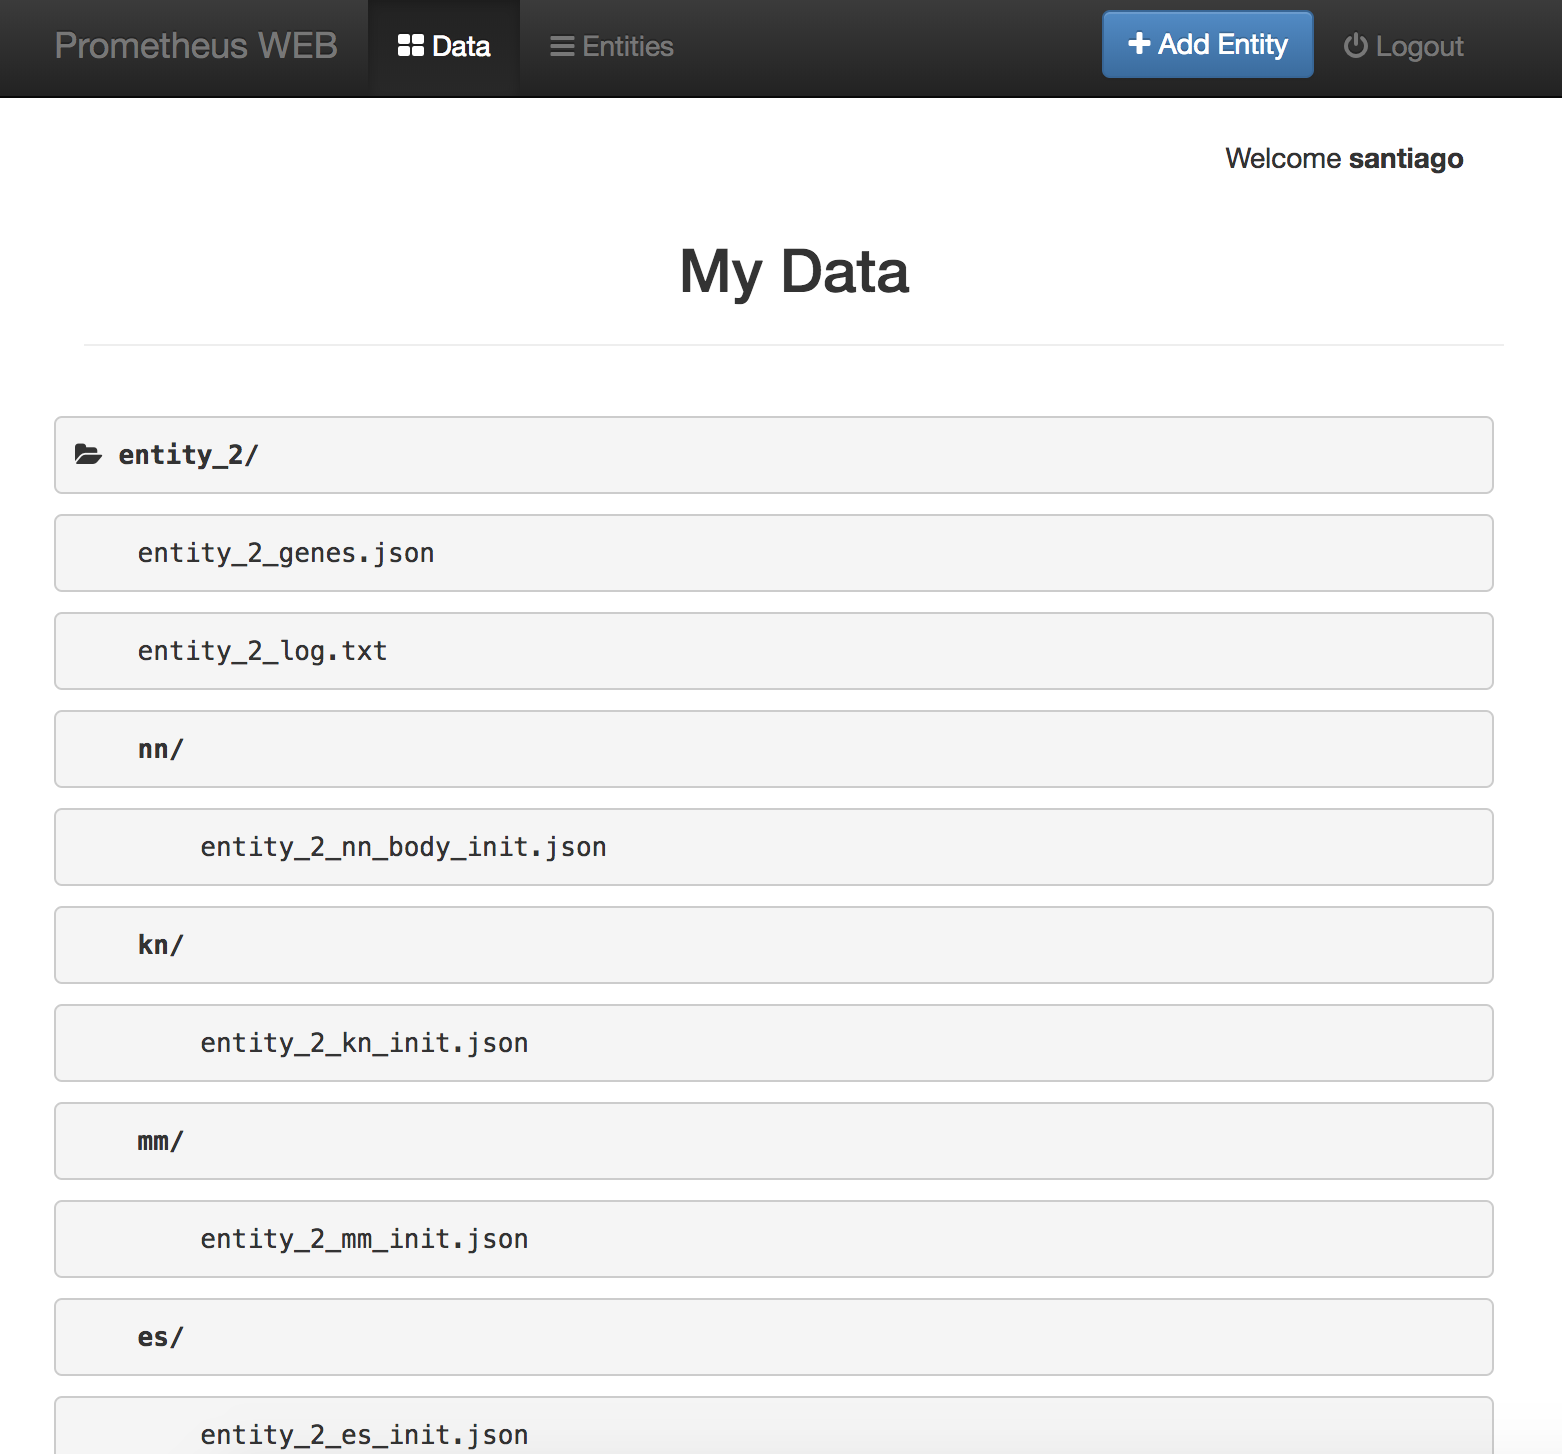 Prometheus WEB Data Entities Add Entity Logout
Welcome santiago
My Data
entity_2/
entity_2_genes.json
entity_2_log.txt
nn/
entity_2_nn_body_init.json
kn/
entity_2_kn_init.json
mm/
entity_2_mm_init.json
es/
entity_2_es_init.json